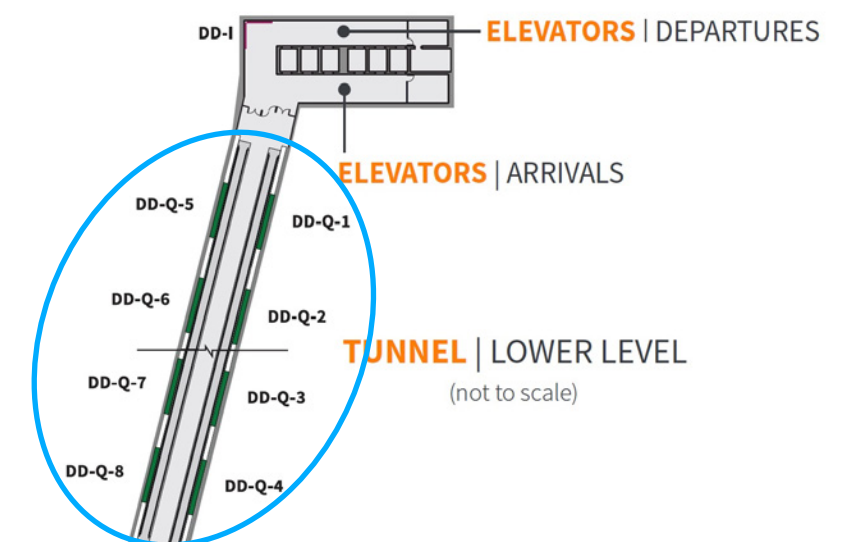 DD-I
ELEVATORS | DEPARTURES
ELEVATORS | ARRIVALS
DD-Q-5
DD-Q-1
DD-Q-6
DD-Q-2
TUNNEL | LOWER LEVEL
DD-Q-7
(not to scale)
DD-Q-3
DD-Q-8
DD-Q-4